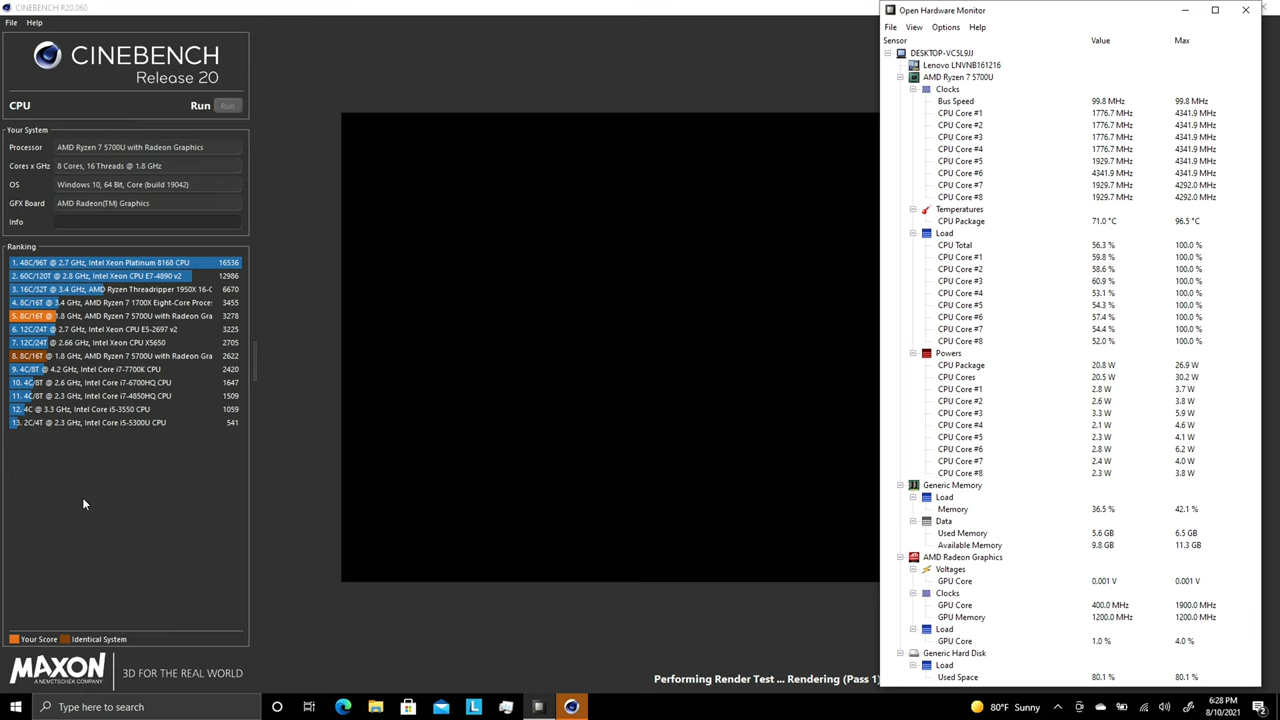 CINEBENCH R20.060
File Help
CINEBENCH
Release 20
CPU Run Run
Your System
Processor AMD Ryzen 7 5700U with Radeon Graphics
Cores x GHz 8 Cores, 16 Threads @ 1.8 GHz
OS Windows 10, 64 Bit, Core (build 19042)
GFX Board AMD Radeon(TM) Graphics
Info
Ranking
1. 48C/96T @ 2.7 GHz, Intel Xeon Platinum 8168 CPU 16536
2. 60C/120T @ 2.8 GHz, Intel Xeon CPU E7-4890 v2 12986
3. 16C/32T @ 3.4 GHz, AMD Ryzen Threadripper 1950X 16-C 6670
4. 8C/16T @ 3.4 GHz, AMD Ryzen 7 1700X Eight-Core Proce: 3455
5. 8C/16T @ 1.8 GHz, AMD Ryzen 7 5700U with Radeon Gra 3278
6. 12C/24T @ 2.7 GHz, Intel Xeon CPU E5-2697 v2 3225
7. 12C/24T @ 2.66 GHz, Intel Xeon CPU X5650 2705
8. 8C/16T @ 1.8 GHz, AMD Ryzen 7 5700U with Radeon Gra 2622
9. 4C/8T @ 4.2 GHz, Intel Core i7-7700K CPU 2420
10. 4C/8T @ 2.6 GHz, Intel Core i7-6700HQ CPU 1647
11. 4C/8T @ 2.3 GHz, Intel Core i7-4850HQ CPU 1509
12. 4C @ 3.3 GHz, Intel Core i5-3550 CPU 1059
13. 2C/4T @ 2.3 GHz, Intel Core i5-5300U CPU 541
Your Score Identical System
MAXON
A NEMETSCHEK COMPANY
3D FOR THE REAL WORLD
Performing Render Test ... Rendering (Pass 1)
Open Hardware Monitor
File View Options Help
Sensor Value Max
DESKTOP-VC5L9JJ
Lenovo LNVNB161216
AMD Ryzen 7 5700U
Clocks
Bus Speed 99.8 MHz 99.8 MHz
CPU Core #1 1776.7 MHz 4341.9 MHz
CPU Core #2 1776.7 MHz 4341.9 MHz
CPU Core #3 1776.7 MHz 4341.9 MHz
CPU Core #4 1776.7 MHz 4341.9 MHz
CPU Core #5 1929.7 MHz 4341.9 MHz
CPU Core #6 4341.9 MHz 4341.9 MHz
CPU Core #7 1929.7 MHz 4292.0 MHz
CPU Core #8 1929.7 MHz 4292.0 MHz
Temperatures
CPU Package 71.0 °C 96.5 °C
Load
CPU Total 56.3 % 100.0 %
CPU Core #1 59.8 % 100.0 %
CPU Core #2 58.6 % 100.0 %
CPU Core #3 60.9 % 100.0 %
CPU Core #4 53.1 % 100.0 %
CPU Core #5 54.3 % 100.0 %
CPU Core #6 57.4 % 100.0 %
CPU Core #7 54.4 % 100.0 %
CPU Core #8 52.0 % 100.0 %
Powers
CPU Package 20.8 W 26.9 W
CPU Cores 20.5 W 30.2 W
CPU Core #1 2.8 W 3.7 W
CPU Core #2 2.6 W 3.8 W
CPU Core #3 3.3 W 5.9 W
CPU Core #4 2.1 W 4.6 W
CPU Core #5 2.3 W 4.1 W
CPU Core #6 2.8 W 6.2 W
CPU Core #7 2.4 W 4.0 W
CPU Core #8 2.3 W 3.8 W
Generic Memory
Load
Memory 36.5 % 42.1 %
Data
Used Memory 5.6 GB 6.5 GB
Available Memory 9.8 GB 11.3 GB
AMD Radeon Graphics
Voltages
GPU Core 0.001 V 0.001 V
Clocks
GPU Core 400.0 MHz 1900.0 MHz
GPU Memory 1200.0 MHz 1200.0 MHz
Load
GPU Core 1.0 % 4.0 %
Generic Hard Disk
Load
Used Space 80.1 % 80.1 %
Type here to search
80°F Sunny
6:28 PM
8/10/2021